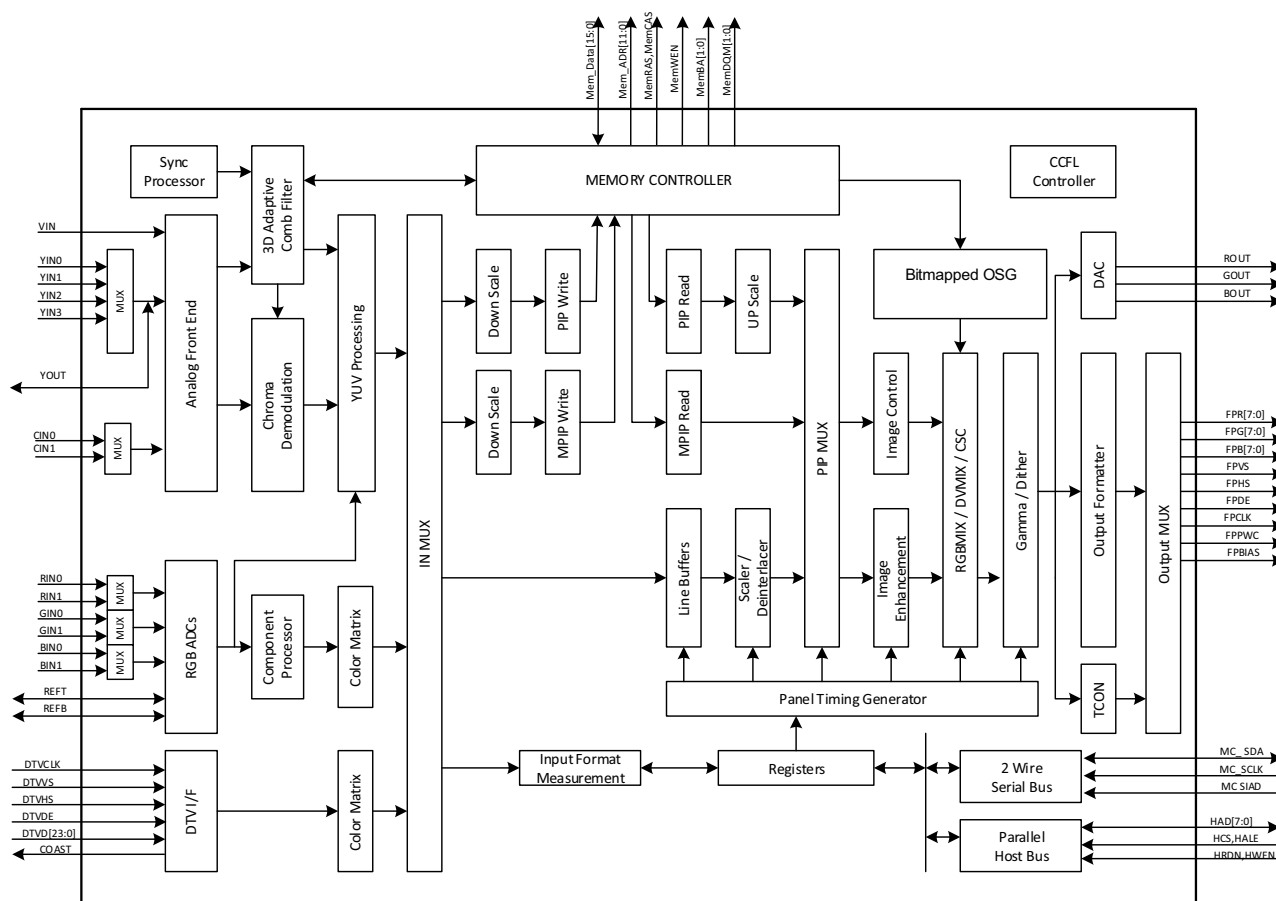 Mem_Data[15:0]
Mem_ADR[11:0]
MemRAS,MemCAS
MemWEN
MemBA[1:0]
MemDQM[1:0]
Sync
Processor
3D Adaptive
Comb Filter
MEMORY CONTROLLER
CCFL
Controller
VIN
YIN0
YIN1
YIN2
YIN3
MUX
YOUT
CIN0
CIN1
MUX
Analog Front End
Chroma
Demodulation
YUV Processing
IN MUX
Down Scale
PIP Write
PIP Read
UP Scale
Down Scale
MPIP Write
MPIP Read
PIP MUX
Bitmapped OSG
Image Control
RGBMIX / DVMIX / CSC
Gamma / Dither
DAC
ROUT
GOUT
BOUT
Output Formatter
Output MUX
FPR[7:0]
FPG[7:0]
FPB[7:0]
FPVS
FPHS
FPDE
FPCLK
FPPWC
FPBIAS
RIN0
RIN1
GIN0
GIN1
BIN0
BIN1
MUX
MUX
MUX
REFT
REFB
RGB ADCs
Component
Processor
Color Matrix
Line Buffers
Scaler /
Deinterlacer
Image
Enhancement
Panel Timing Generator
TCON
DTVCLK
DTVVS
DTVHS
DTVDE
DTVD[23:0]
COAST
DTV I/F
Color Matrix
Input Format
Measurement
Registers
2 Wire
Serial Bus
MC_SDA
MC_SCLK
MC SIAD
Parallel
Host Bus
HAD[7:0]
HCS,HALE
HRDN,HWEN